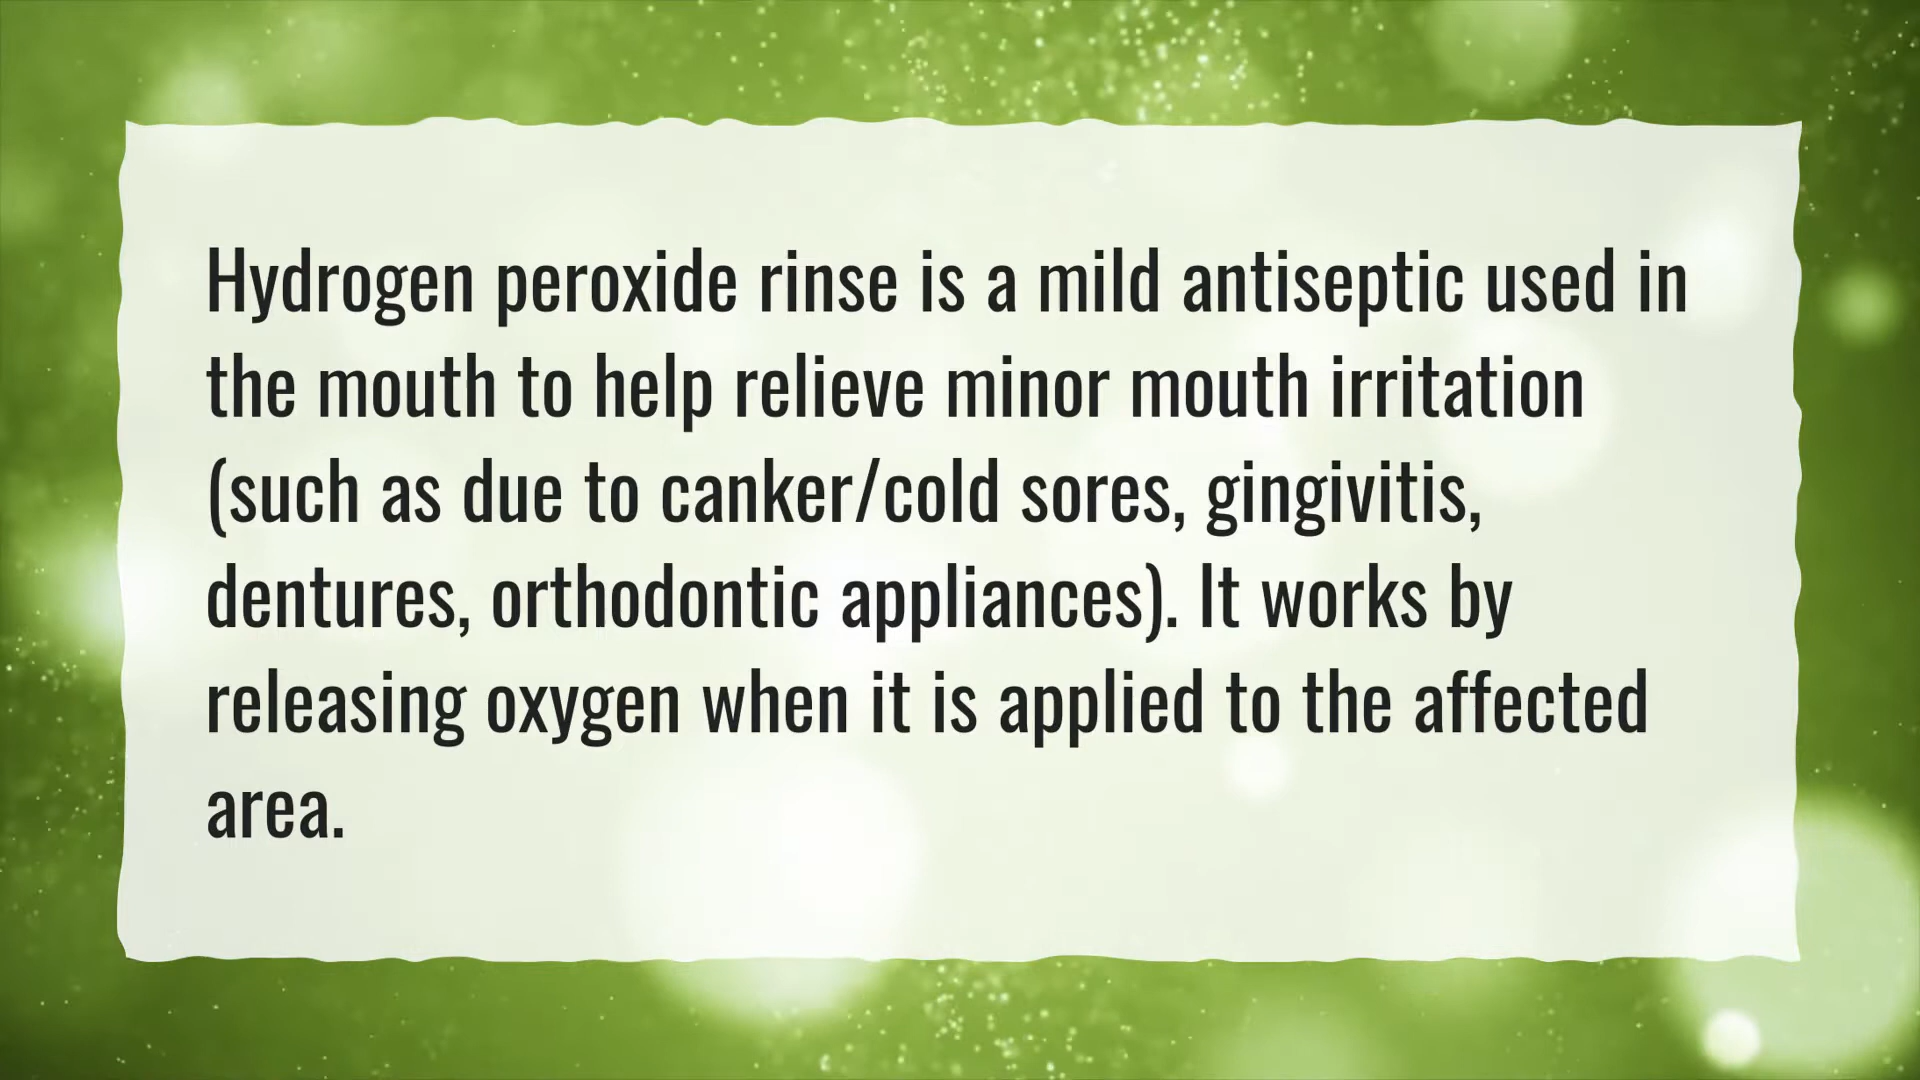 Hydrogen peroxide rinse is a mild antiseptic used in
the mouth to help relieve minor mouth irritation
(such as due to canker/cold sores, gingivitis,
dentures, orthodontic appliances). It works by
releasing oxygen when it is applied to the affected
area.